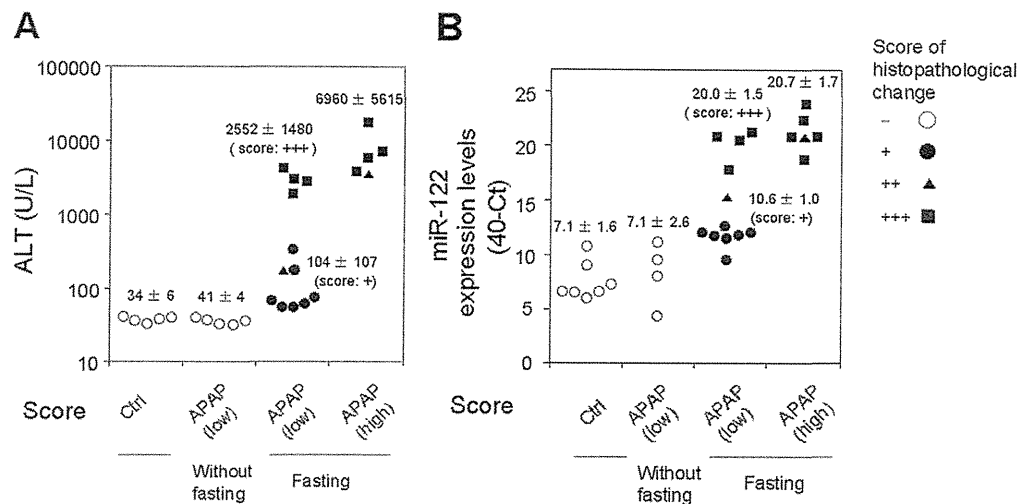 A
ALT (U/L)
100000
10000
1000
100
10
34 ± 6
41 ± 4
2552 ± 1480
( score: +++)
104 ± 107
(score: +)
6960 ± 5615
Score
Ctrl
APAP
(low)
APAP
(low)
APAP
(high)
Without
fasting
Fasting
B
miR-122
expression levels
(40-Ct)
25
20
15
10
5
0
7.1 ± 1.6
7.1 ± 2.6
20.0 ± 1.5
( score: +++)
10.6 ± 1.0
(score: +)
20.7 ± 1.7
Score
Ctrl
APAP
(low)
APAP
(low)
APAP
(high)
Without
fasting
Fasting
Score of
histopathological
change
−
+
++
+++